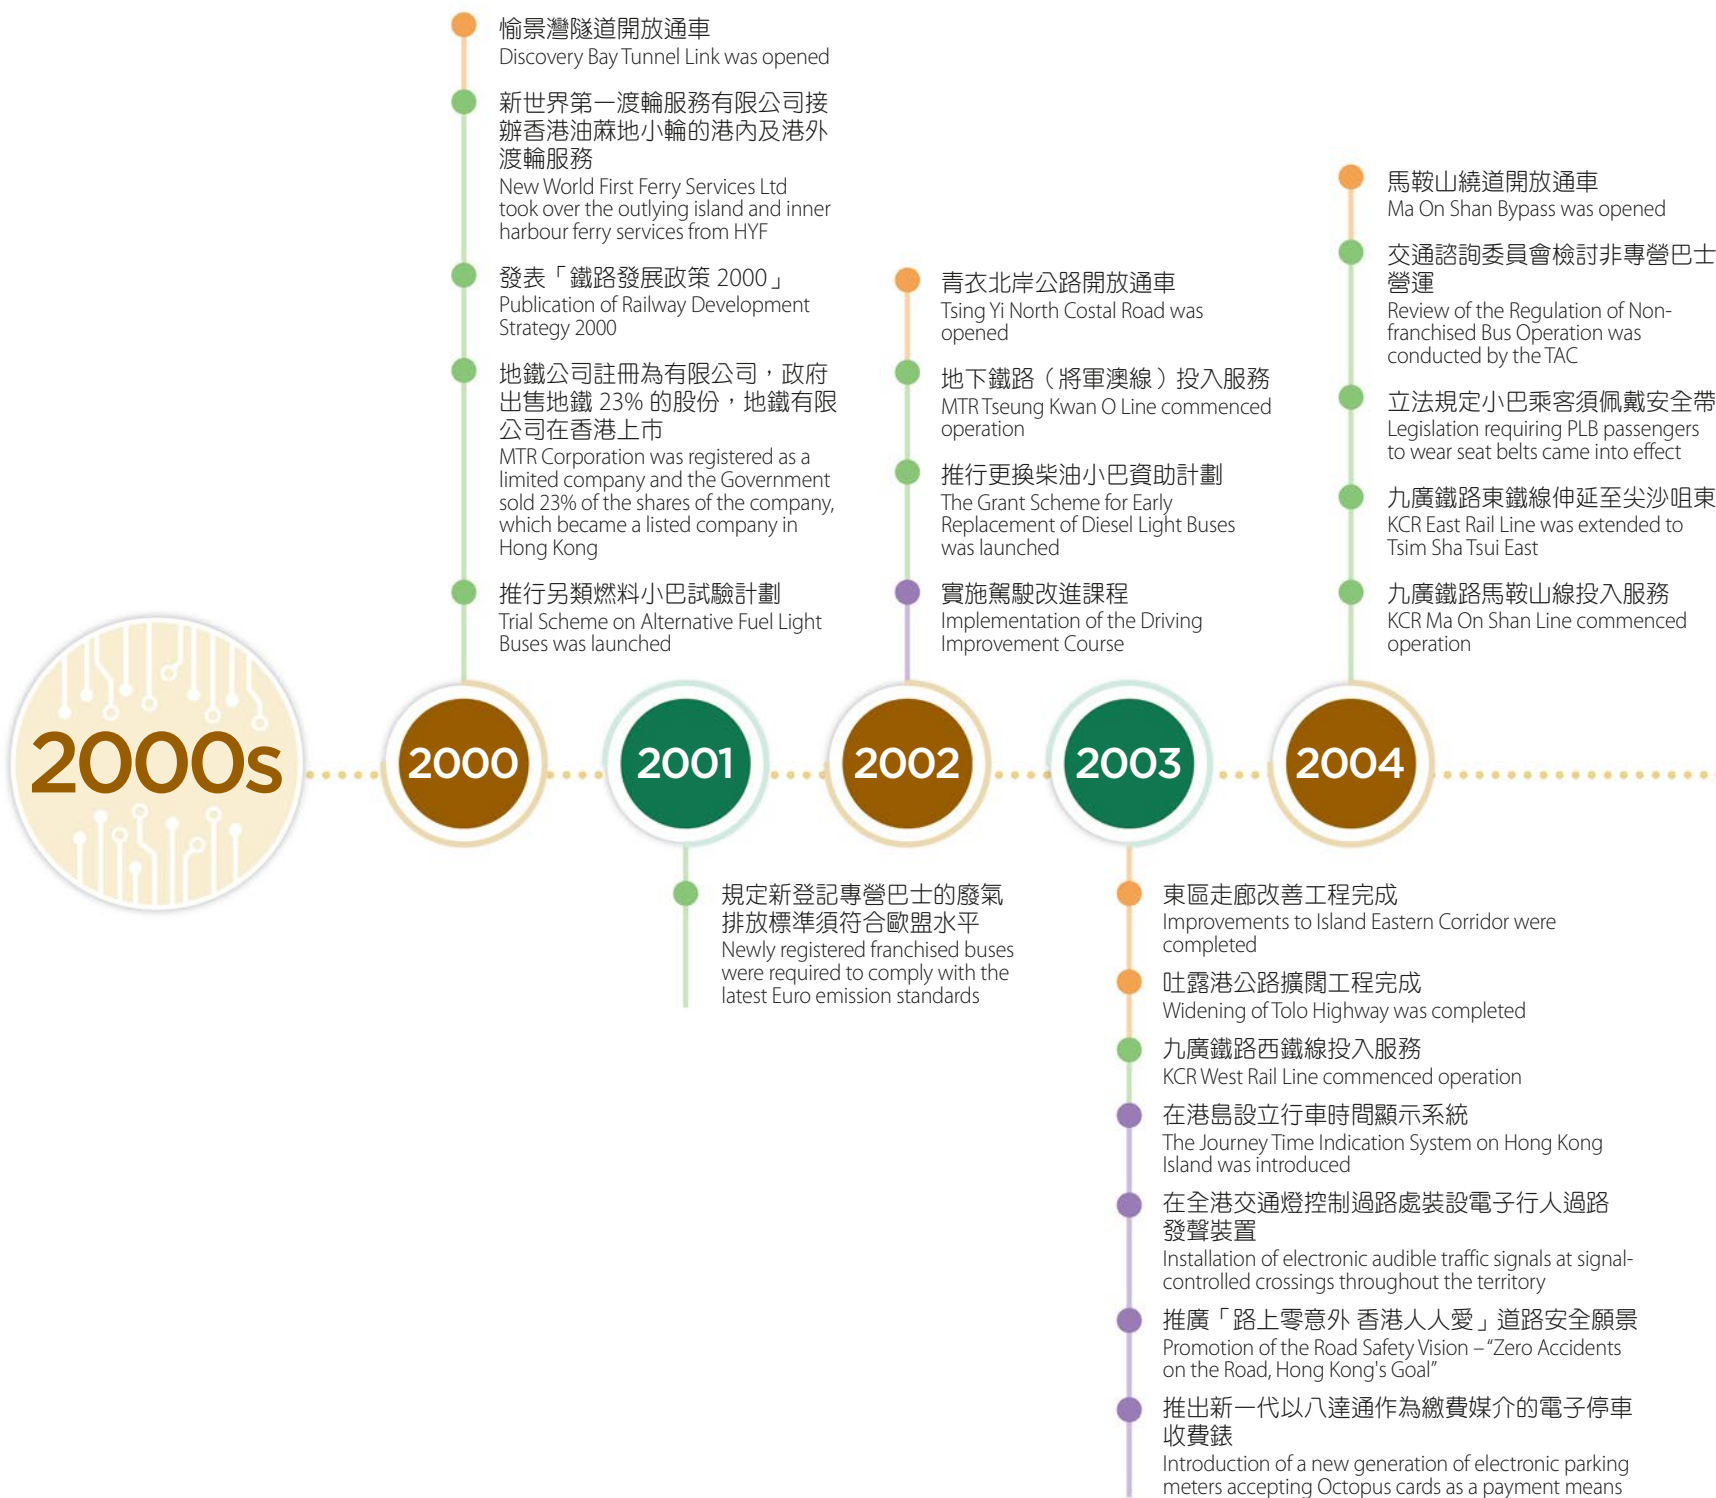 愉景灣隧道開放通車
Discovery Bay Tunnel Link was opened
新世界第一渡輪服務有限公司接
辦香港油蔴地小輪的港內及港外
渡輪服務
New World First Ferry Services Ltd
took over the outlying island and inner
harbour ferry services from HYF
發表「鐵路發展政策 2000」
Publication of Railway Development
Strategy 2000
地鐵公司註冊為有限公司，政府
出售地鐵 23% 的股份，地鐵有限
公司在香港上市
MTR Corporation was registered as a
limited company and the Government
sold 23% of the shares of the company,
which became a listed company in
Hong Kong
推行另類燃料小巴試驗計劃
Trial Scheme on Alternative Fuel Light
Buses was launched
青衣北岸公路開放通車
Tsing Yi North Costal Road was
opened
地下鐵路（將軍澳線）投入服務
MTR Tseung Kwan O Line commenced
operation
推行更換柴油小巴資助計劃
The Grant Scheme for Early
Replacement of Diesel Light Buses
was launched
實施駕駛改進課程
Implementation of the Driving
Improvement Course
馬鞍山繞道開放通車
Ma On Shan Bypass was opened
交通諮詢委員會檢討非專營巴士
營運
Review of the Regulation of Non-
franchised Bus Operation was
conducted by the TAC
立法規定小巴乘客須佩戴安全帶
Legislation requiring PLB passengers
to wear seat belts came into effect
九廣鐵路東鐵線伸延至尖沙咀東
KCR East Rail Line was extended to
Tsim Sha Tsui East
九廣鐵路馬鞍山線投入服務
KCR Ma On Shan Line commenced
operation
2000s
2000
2001
2002
2003
2004
規定新登記專營巴士的廢氣
排放標準須符合歐盟水平
Newly registered franchised buses
were required to comply with the
latest Euro emission standards
東區走廊改善工程完成
Improvements to Island Eastern Corridor were
completed
吐露港公路擴闊工程完成
Widening of Tolo Highway was completed
九廣鐵路西鐵線投入服務
KCR West Rail Line commenced operation
在港島設立行車時間顯示系統
The Journey Time Indication System on Hong Kong
Island was introduced
在全港交通燈控制過路處裝設電子行人過路
發聲裝置
Installation of electronic audible traffic signals at signal-
controlled crossings throughout the territory
推廣「路上零意外 香港人人愛」道路安全願景
Promotion of the Road Safety Vision – “Zero Accidents
on the Road, Hong Kong's Goal”
推出新一代以八達通作為繳費媒介的電子停車
收費錶
Introduction of a new generation of electronic parking
meters accepting Octopus cards as a payment means